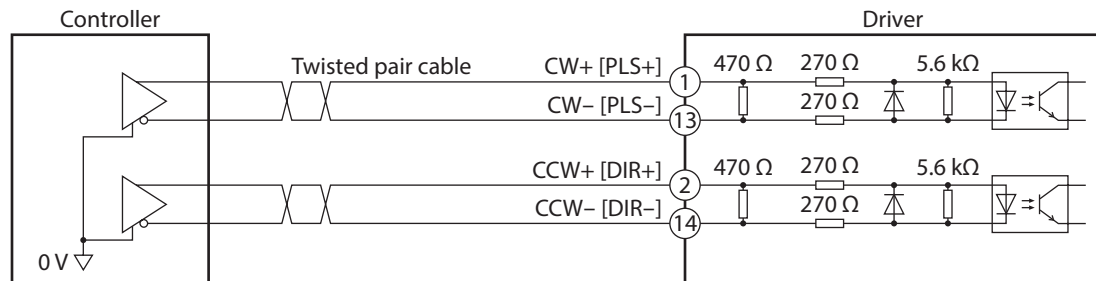 Controller
Driver
Twisted pair cable
CW+ [PLS+]
1
470 Ω
270 Ω
5.6 kΩ
CW– [PLS–]
13
270 Ω
CCW+ [DIR+]
2
470 Ω
270 Ω
5.6 kΩ
CCW– [DIR–]
14
270 Ω
0 V